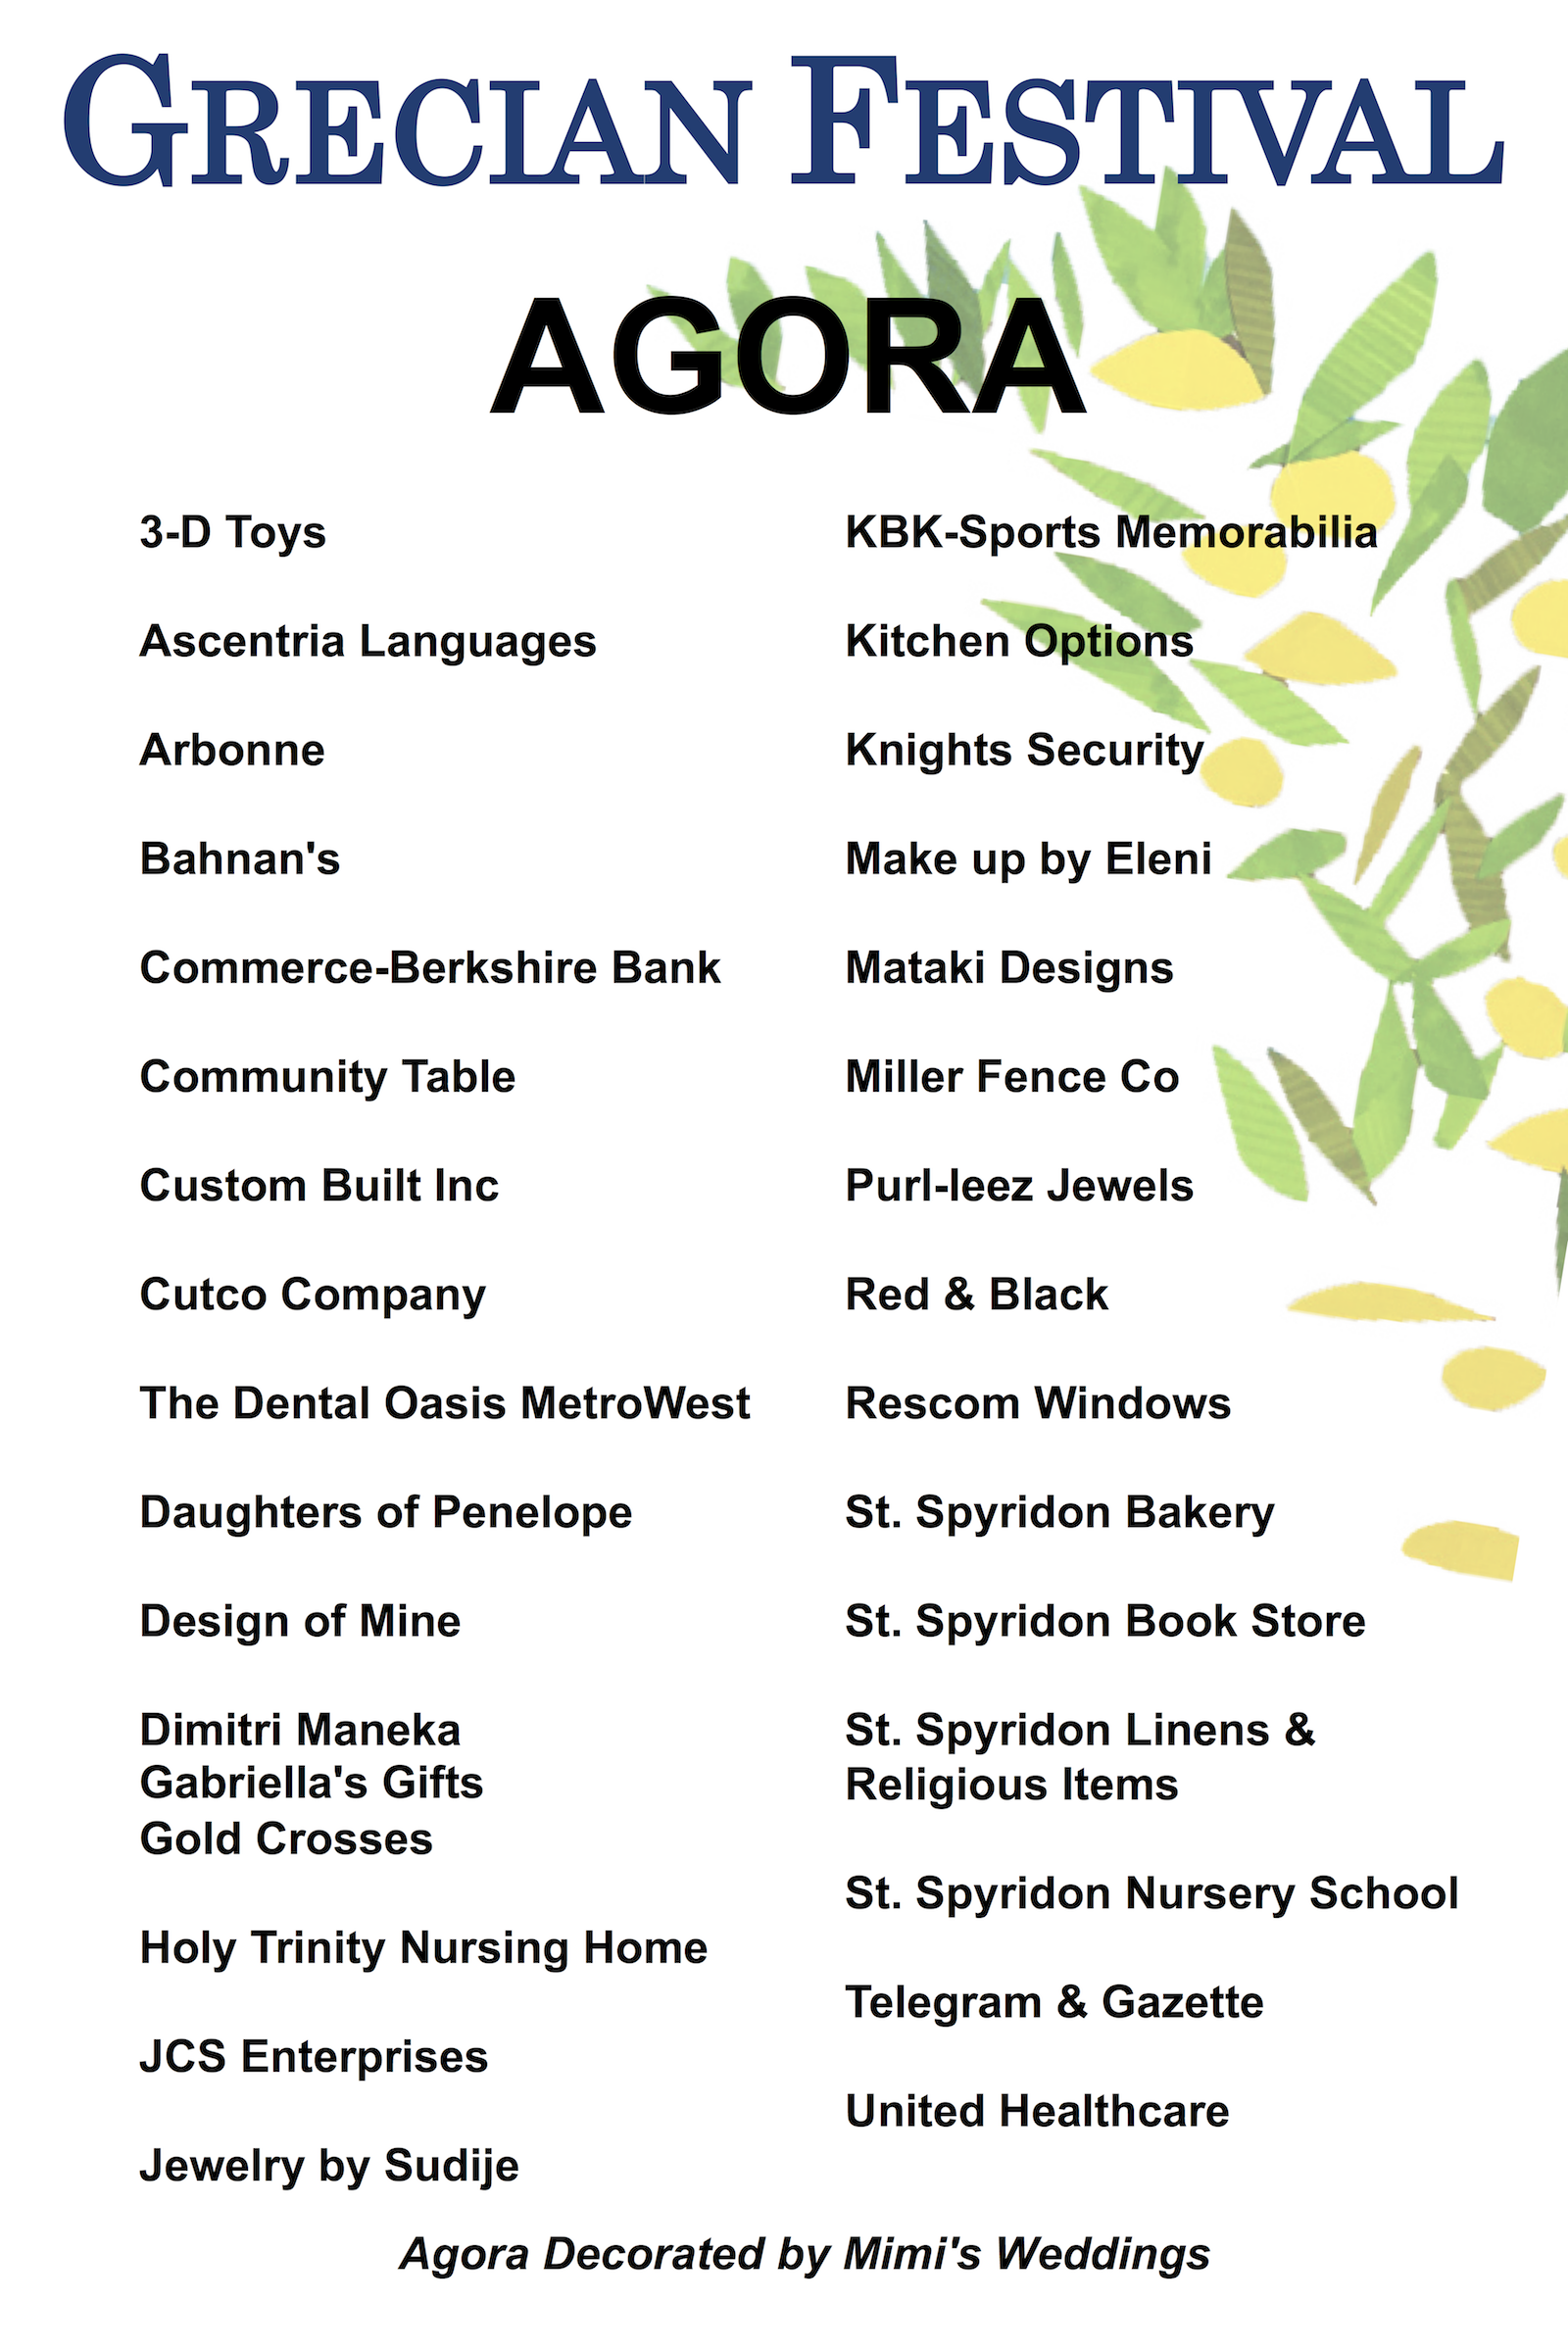 GRECIAN FESTIVAL
AGORA
3-D Toys
Ascentria Languages
Arbonne
Bahnan's
Commerce-Berkshire Bank
Community Table
Custom Built Inc
Cutco Company
The Dental Oasis MetroWest
Daughters of Penelope
Design of Mine
Dimitri Maneka
Gabriella's Gifts
Gold Crosses
Holy Trinity Nursing Home
JCS Enterprises
Jewelry by Sudije
KBK-Sports Memorabilia
Kitchen Options
Knights Security
Make up by Eleni
Mataki Designs
Miller Fence Co
Purl-leez Jewels
Red & Black
Rescom Windows
St. Spyridon Bakery
St. Spyridon Book Store
St. Spyridon Linens &
Religious Items
St. Spyridon Nursery School
Telegram & Gazette
United Healthcare
Agora Decorated by Mimi's Weddings